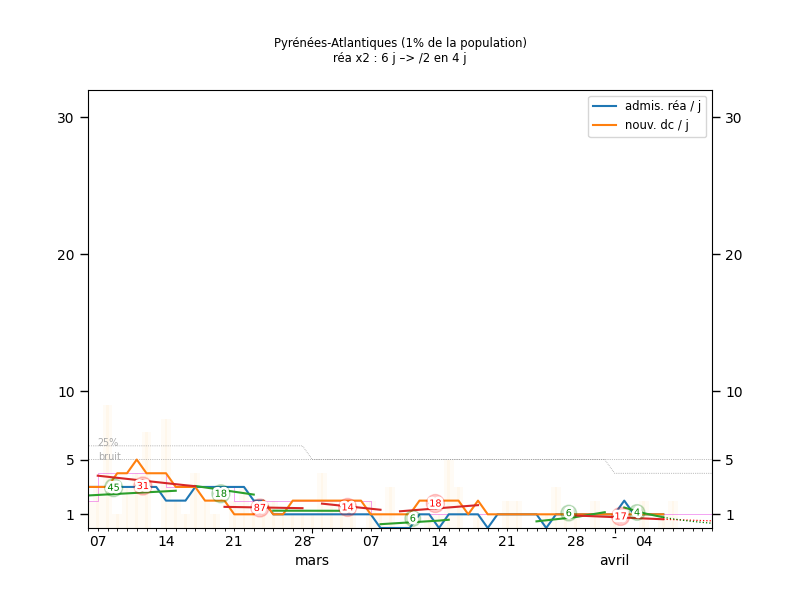 Pyrénées-Atlantiques (1% de la population)
réa x2 : 6 j –> /2 en 4 j
admis. réa / j
nouv. dc / j
30 30
20 20
10 10
5 5
1 1
25%
bruit
45 31 18 87 14 6 18 6 17 4
07 14 21 28 07 14 21 28 04
mars avril